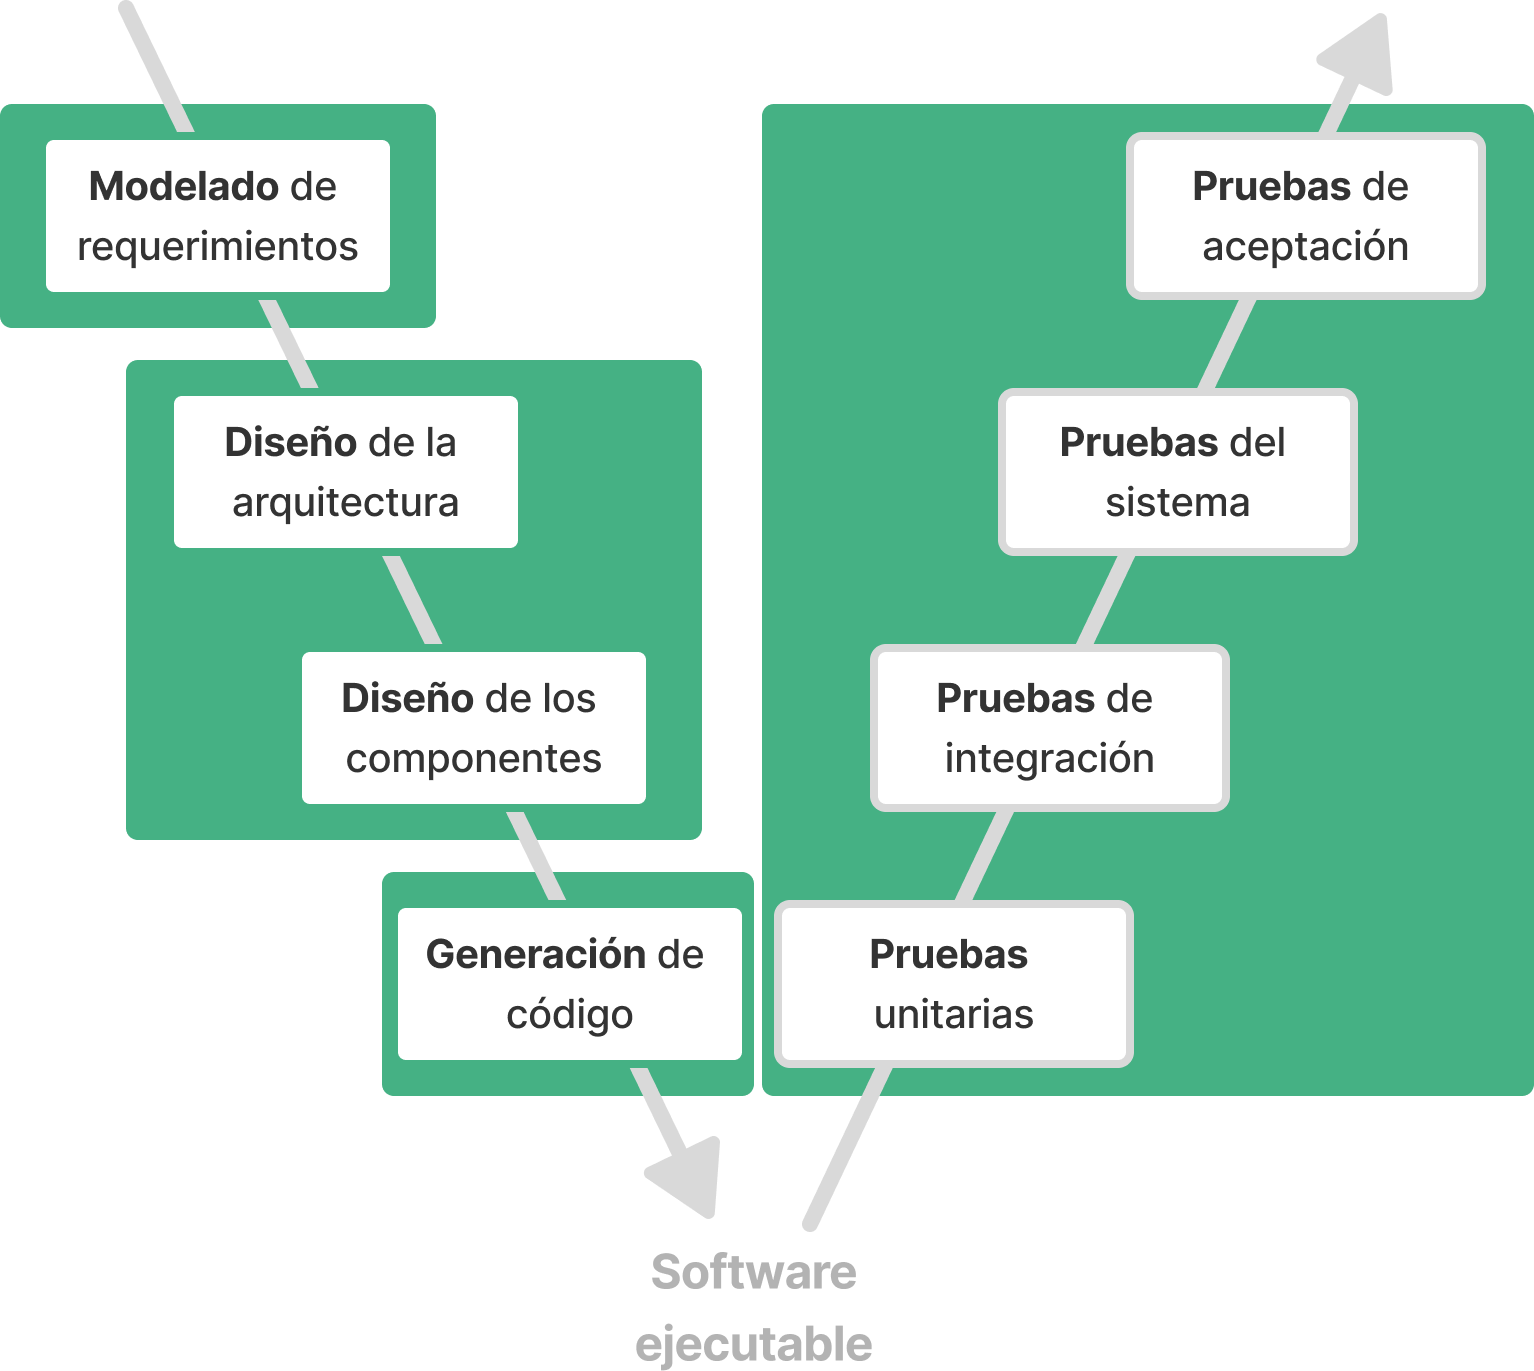 Modelado de
requerimientos
Diseño de la
arquitectura
Diseño de los
componentes
Generación de
código
Software
ejecutable
Pruebas
unitarias
Pruebas de
integración
Pruebas del
sistema
Pruebas de
aceptación